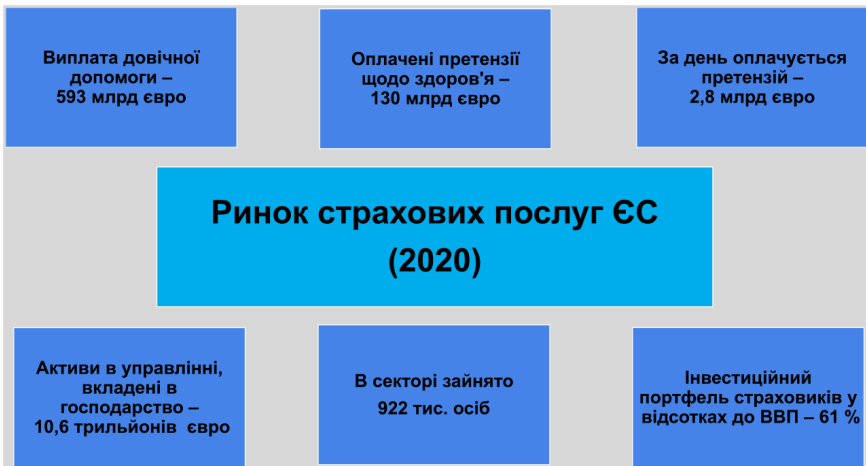 Виплата довічної
допомоги –
593 млрд євро
Оплачені претензії
щодо здоров'я –
130 млрд євро
За день оплачується
претензій –
2,8 млрд євро
Ринок страхових послуг ЄС
(2020)
Активи в управлінні,
вкладені в
господарство –
10,6 трильйонів євро
В секторі зайнято
922 тис. осіб
Інвестиційний
портфель страховиків у
відсотках до ВВП – 61 %